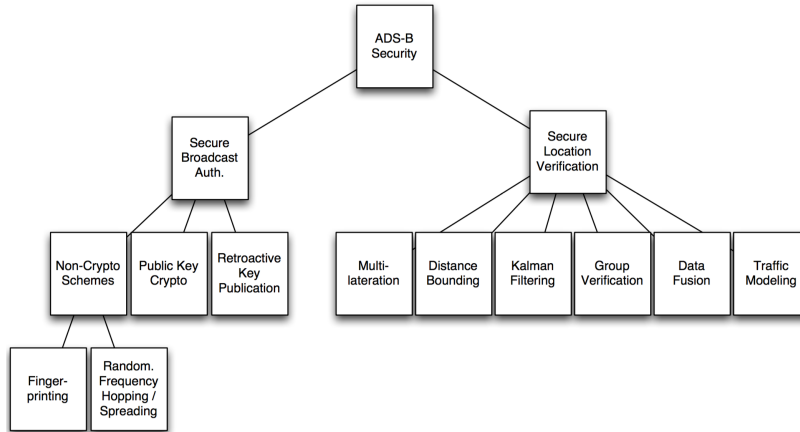 ADS-B
Security
Secure
Broadcast
Auth.
Secure
Location
Verification
Non-Crypto
Schemes
Public Key
Crypto
Retroactive
Key
Publication
Multi-
lateration
Distance
Bounding
Kalman
Filtering
Group
Verification
Data
Fusion
Traffic
Modeling
Finger-
printing
Random.
Frequency
Hopping /
Spreading